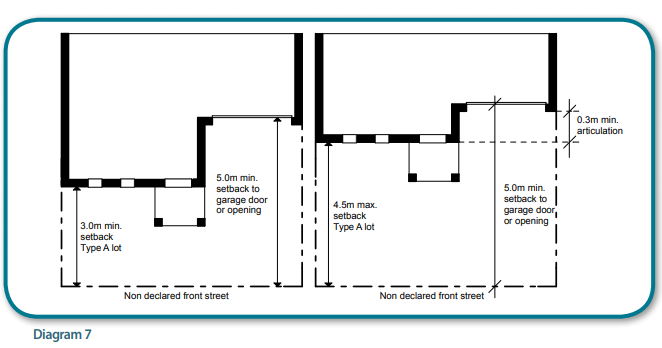 5.0m min.
setback to
garage door
or opening
3.0m min.
setback
Type A lot
Non declared front street
0.3m min.
articulation
4.5m max.
setback
Type A lot
5.0m min.
setback to
garage door
or opening
Non declared front street
Diagram 7